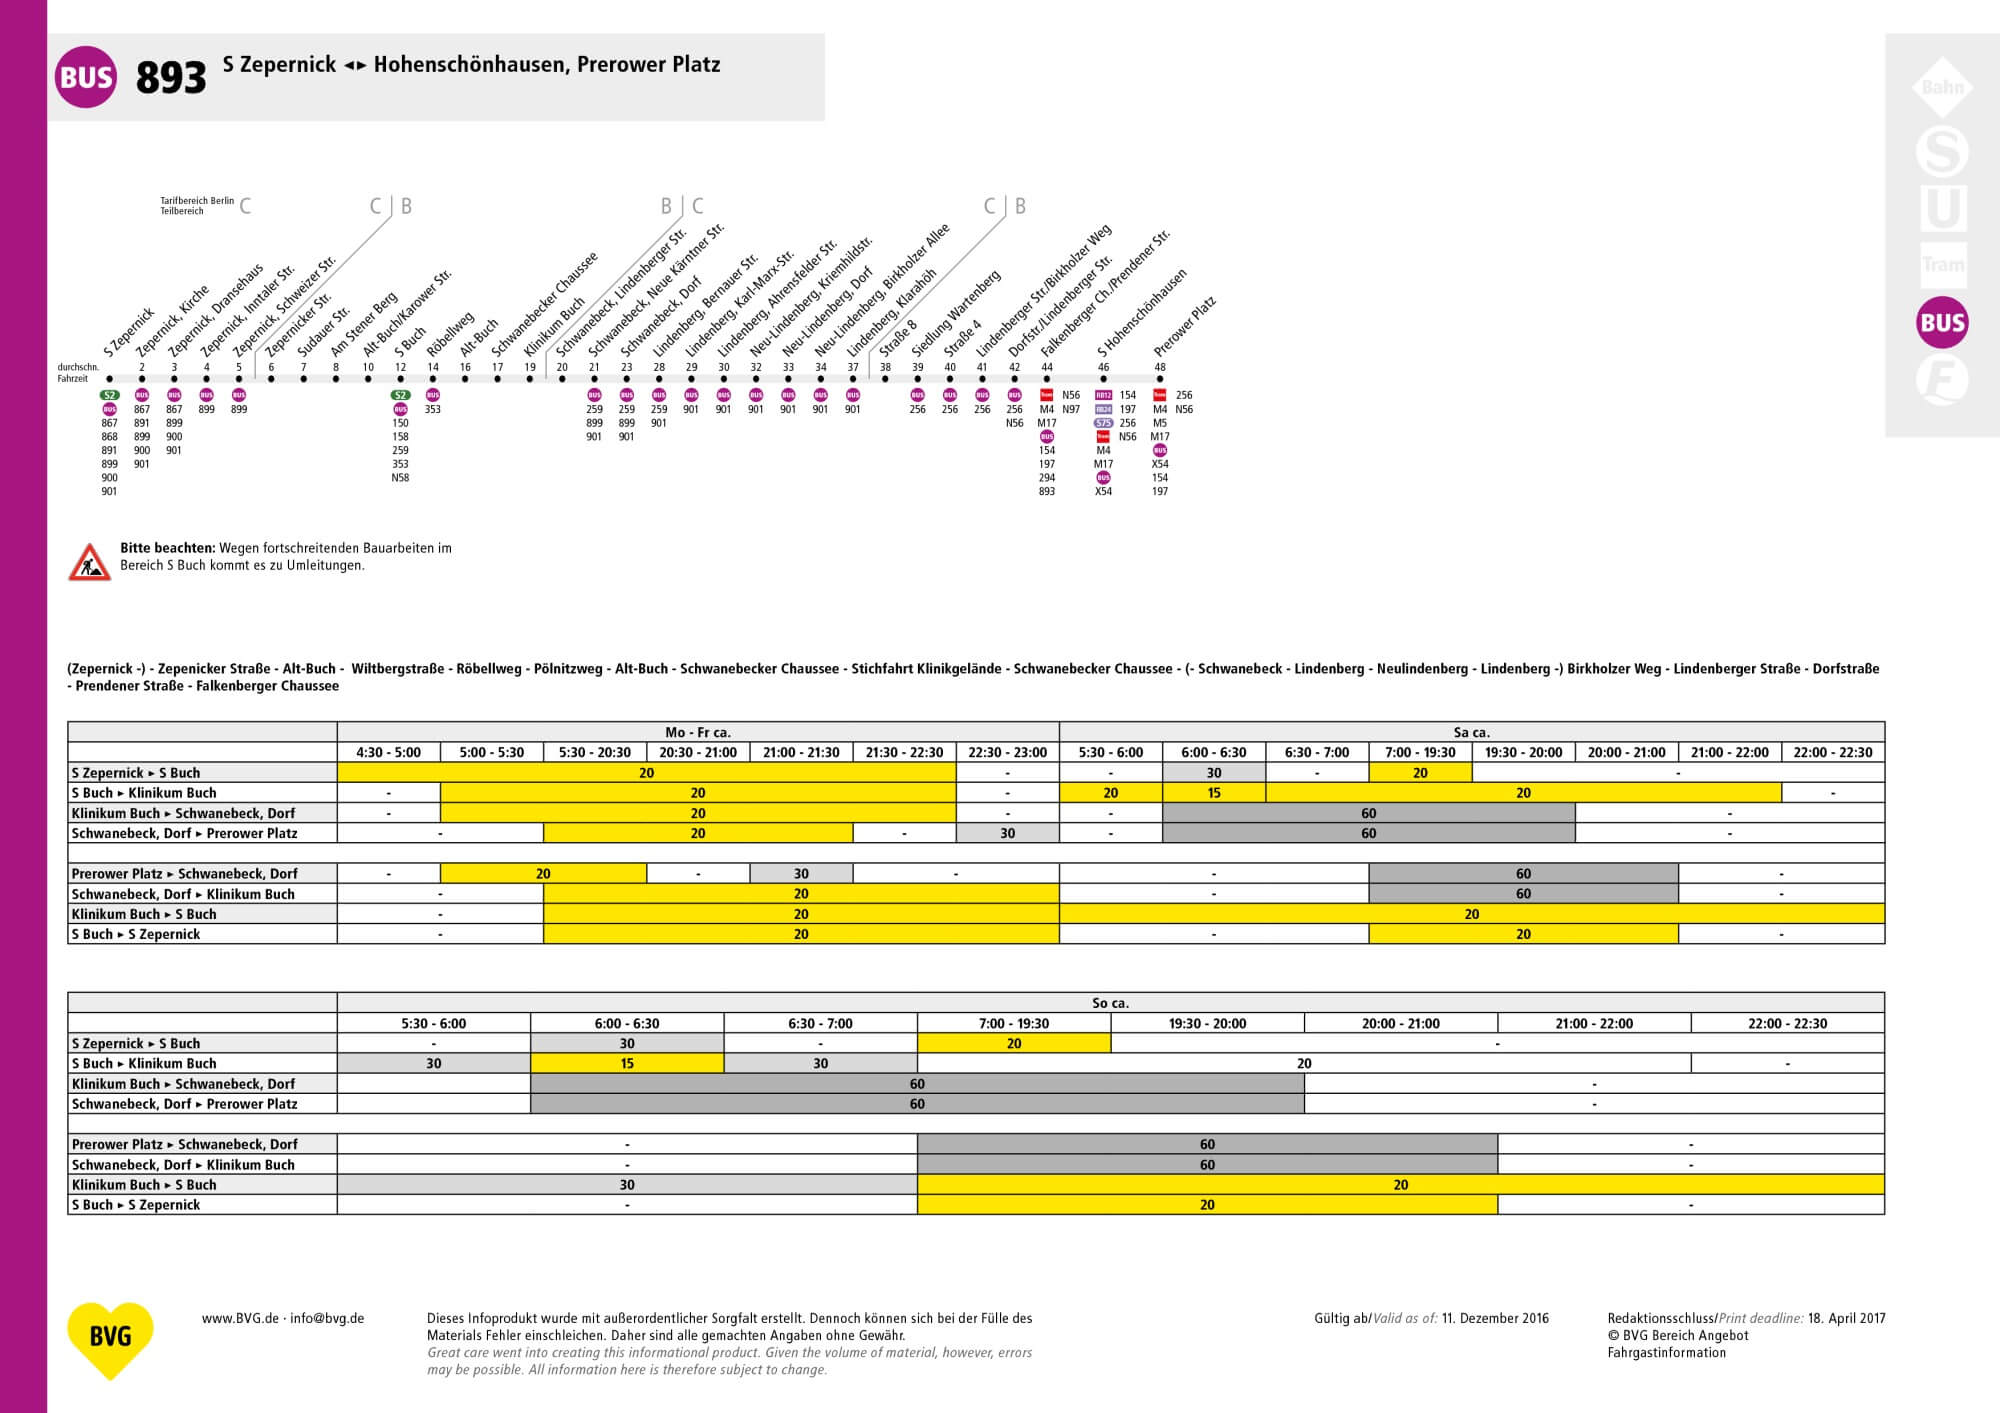 BUS 893 S Zepernick ◂▸ Hohenschönhausen, Prerower Platz
Bahn
S
U
Tram
BUS
F
Tarifbereich Berlin
Teilbereich
C
C | B
B | C
C | B
S Zepernick
Zepernick, Kirche
Zepernick, Dransehaus
Zepernick, Inntaler Str.
Zepernick, Schweizer Str.
Zepernicker Str.
Sudauer Str.
Am Stener Berg
Alt-Buch/Karower Str.
S Buch
Röbellweg
Alt-Buch
Schwanebecker Chaussee
Klinikum Buch
Schwanebeck, Lindenberger Str.
Schwanebeck, Neue Kärntner Str.
Schwanebeck, Dorf
Lindenberg, Bernauer Str.
Lindenberg, Karl-Marx-Str.
Lindenberg, Ahrensfelder Str.
Neu-Lindenberg, Kriemhildstr.
Neu-Lindenberg, Dorf
Neu-Lindenberg, Birkholzer Allee
Lindenberg, Klarahöh
Straße 8
Siedlung Wartenberg
Straße 4
Lindenberger Str./Birkholzer Weg
Dorfstr./Lindenberger Str.
Falkenberger Ch./Prendener Str.
S Hohenschönhausen
Prerower Platz
durchschn. 2 3 4 5 6 7 8 10 12 14 16 17 19 20 21 23 28 29 30 32 33 34 37 38 39 40 41 42 44 46 48
Fahrzeit
S2 BUS BUS BUS BUS S2 BUS BUS BUS BUS BUS BUS BUS BUS BUS BUS BUS BUS BUS BUS BUS Tram N56 RB12 154 Tram 256
BUS 867 867 899 899 BUS 353 259 259 259 901 901 901 901 901 901 256 256 256 256 M4 N97 RB24 197 M4 N56
867 891 899 150 899 899 901 N56 M17 S75 256 M5
868 899 900 158 901 901 BUS Tram N56 M17
891 900 901 259 154 M4 BUS
899 901 353 197 M17 X54
900 N58 294 BUS 154
901 893 X54 197
Bitte beachten: Wegen fortschreitenden Bauarbeiten im
Bereich S Buch kommt es zu Umleitungen.
(Zepernick -) - Zepenicker Straße - Alt-Buch - Wiltbergstraße - Röbellweg - Pölnitzweg - Alt-Buch - Schwanebecker Chaussee - Stichfahrt Klinikgelände - Schwanebecker Chaussee - (- Schwanebeck - Lindenberg - Neulindenberg - Lindenberg -) Birkholzer Weg - Lindenberger Straße - Dorfstraße
- Prendener Straße - Falkenberger Chaussee
Mo - Fr ca. Sa ca.
4:30 - 5:00 5:00 - 5:30 5:30 - 20:30 20:30 - 21:00 21:00 - 21:30 21:30 - 22:30 22:30 - 23:00 5:30 - 6:00 6:00 - 6:30 6:30 - 7:00 7:00 - 19:30 19:30 - 20:00 20:00 - 21:00 21:00 - 22:00 22:00 - 22:30
S Zepernick ▸ S Buch 20 - - 30 - 20 -
S Buch ▸ Klinikum Buch - 20 - 20 15 20 -
Klinikum Buch ▸ Schwanebeck, Dorf - 20 - - 60 -
Schwanebeck, Dorf ▸ Prerower Platz - 20 - 30 - 60 -
Prerower Platz ▸ Schwanebeck, Dorf - 20 - 30 - - 60 -
Schwanebeck, Dorf ▸ Klinikum Buch - 20 - 60 -
Klinikum Buch ▸ S Buch - 20 20
S Buch ▸ S Zepernick - 20 - 20 -
So ca.
5:30 - 6:00 6:00 - 6:30 6:30 - 7:00 7:00 - 19:30 19:30 - 20:00 20:00 - 21:00 21:00 - 22:00 22:00 - 22:30
S Zepernick ▸ S Buch - 30 - 20 -
S Buch ▸ Klinikum Buch 30 15 30 20 -
Klinikum Buch ▸ Schwanebeck, Dorf 60 -
Schwanebeck, Dorf ▸ Prerower Platz 60 -
Prerower Platz ▸ Schwanebeck, Dorf - 60 -
Schwanebeck, Dorf ▸ Klinikum Buch - 60 -
Klinikum Buch ▸ S Buch 30 20
S Buch ▸ S Zepernick - 20 -
BVG
www.BVG.de · info@bvg.de
Dieses Infoprodukt wurde mit außerordentlicher Sorgfalt erstellt. Dennoch können sich bei der Fülle des
Materials Fehler einschleichen. Daher sind alle gemachten Angaben ohne Gewähr.
Great care went into creating this informational product. Given the volume of material, however, errors
may be possible. All information here is therefore subject to change.
Gültig ab/Valid as of: 11. Dezember 2016
Redaktionsschluss/Print deadline: 18. April 2017
© BVG Bereich Angebot
Fahrgastinformation